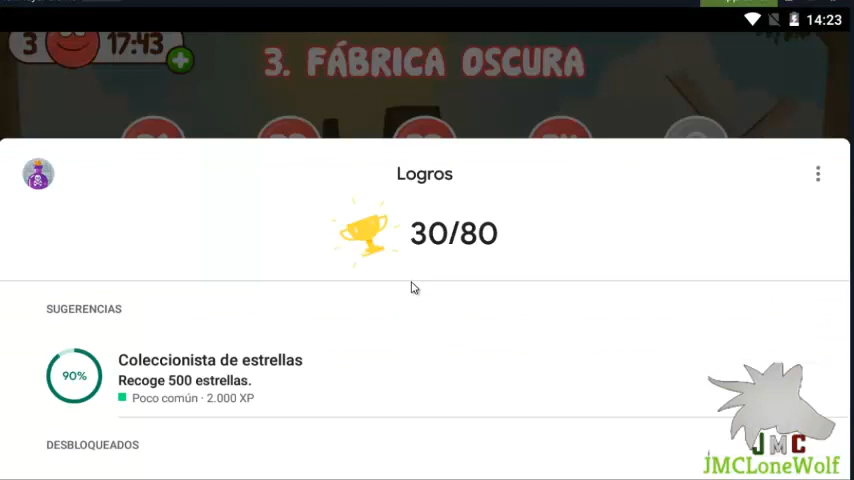 14:23
3 17:43
3. FÁBRICA OSCURA
Logros
30/80
SUGERENCIAS
90%
Coleccionista de estrellas
Recoge 500 estrellas.
Poco común · 2.000 XP
DESBLOQUEADOS
JMC
JMCLoneWolf